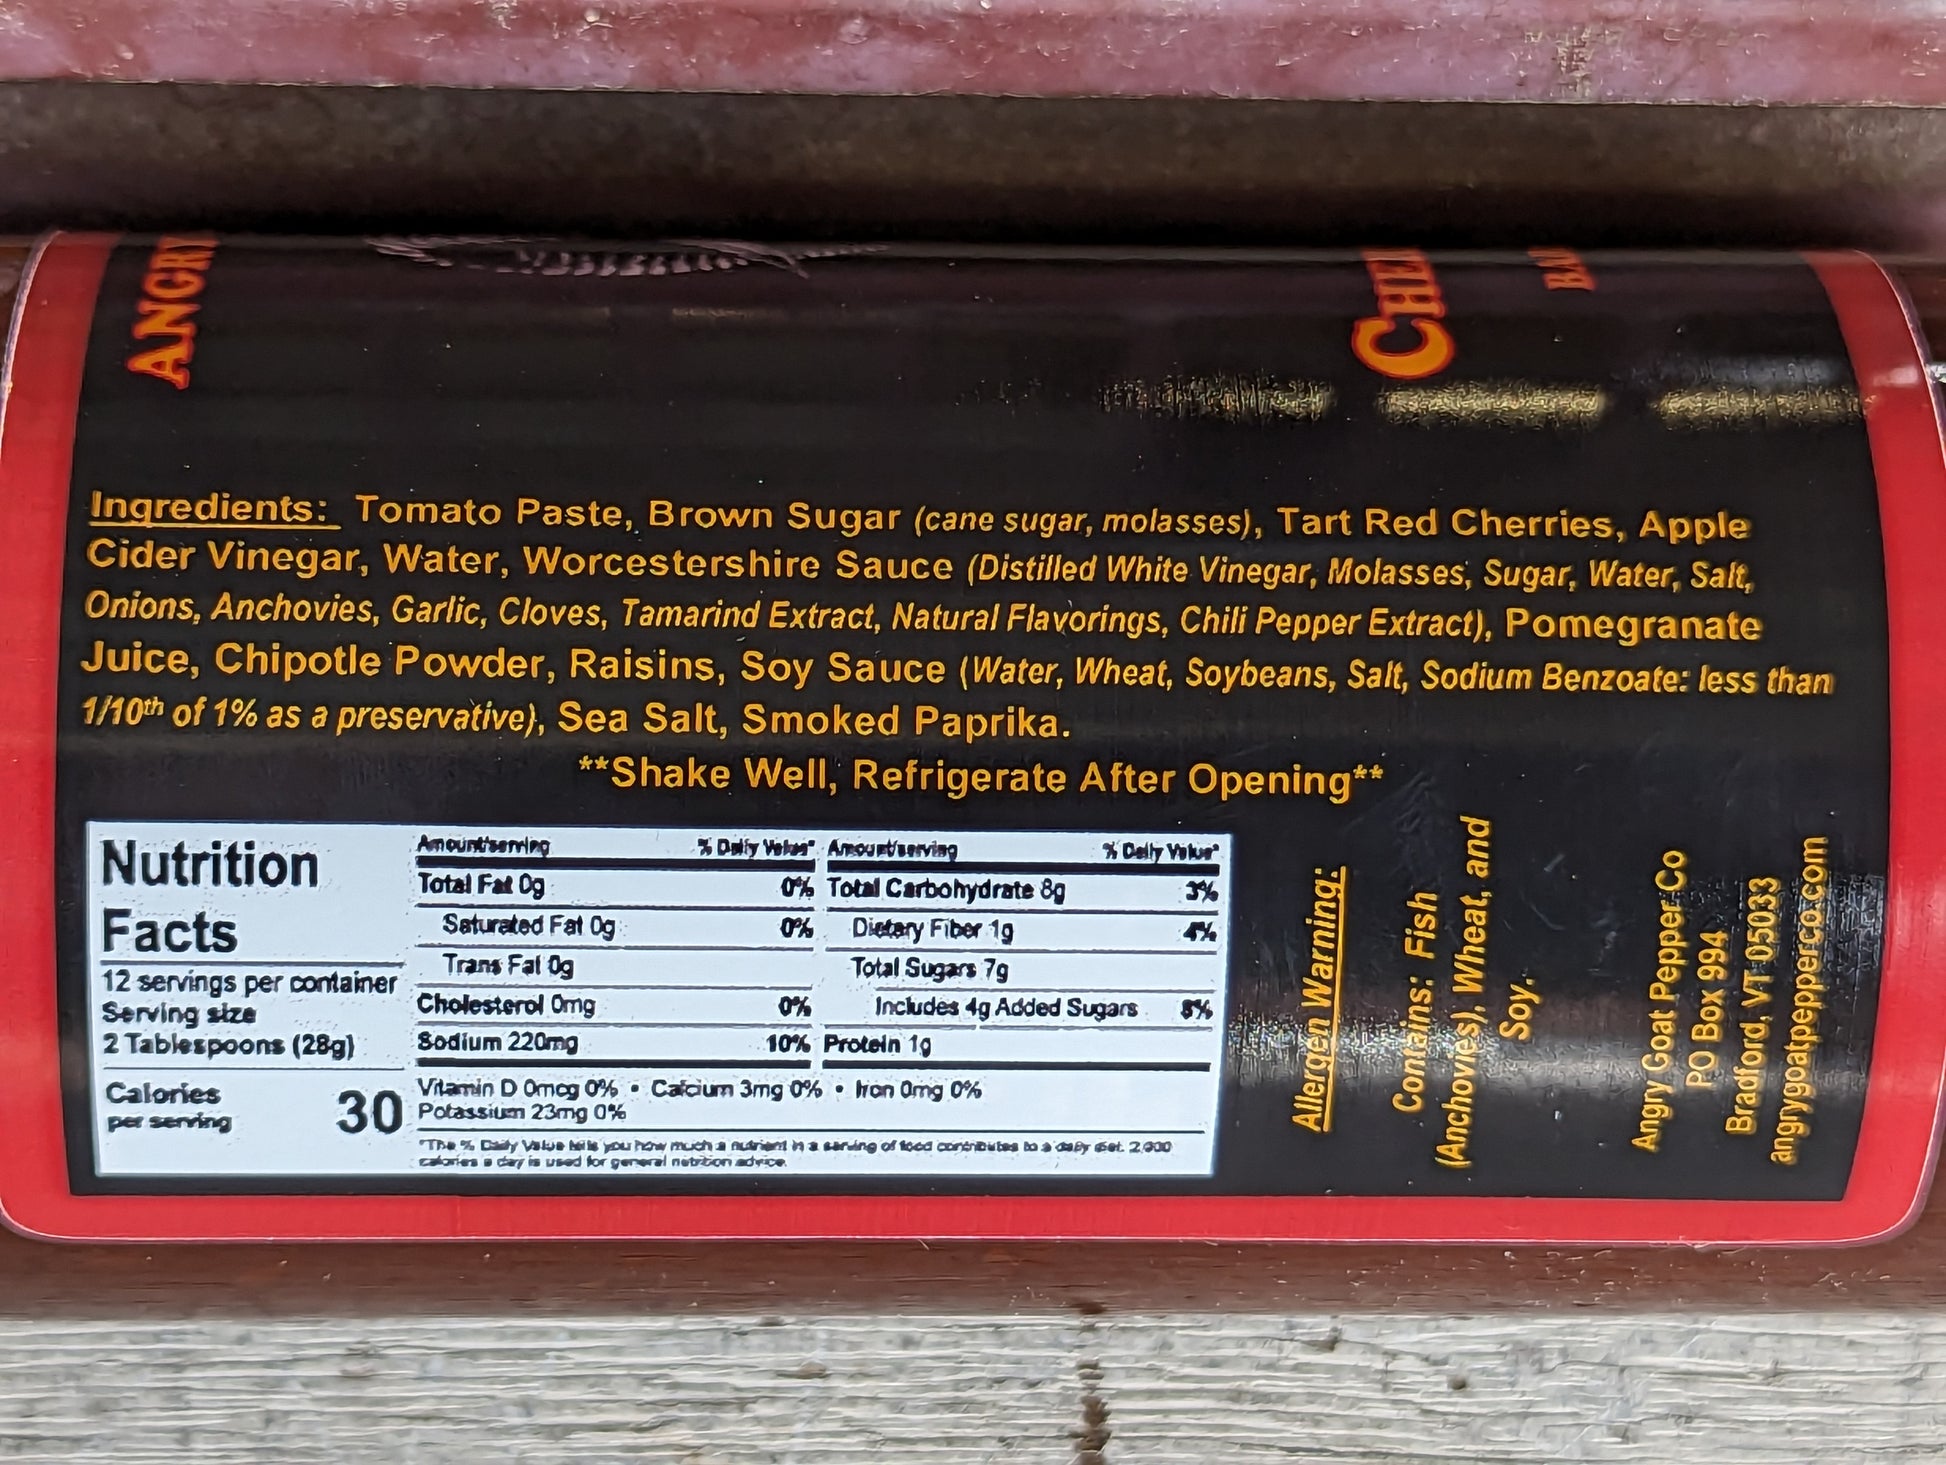 ANGRY
CHE
BA
Ingredients: Tomato Paste, Brown Sugar (cane sugar, molasses), Tart Red Cherries, Apple
Cider Vinegar, Water, Worcestershire Sauce (Distilled White Vinegar, Molasses, Sugar, Water, Salt,
Onions, Anchovies, Garlic, Cloves, Tamarind Extract, Natural Flavorings, Chili Pepper Extract), Pomegranate
Juice, Chipotle Powder, Raisins, Soy Sauce (Water, Wheat, Soybeans, Salt, Sodium Benzoate: less than
1/10th of 1% as a preservative), Sea Salt, Smoked Paprika.
**Shake Well, Refrigerate After Opening**
Nutrition
Facts
12 servings per container
Serving size
2 Tablespoons (28g)
Calories
per serving 30
Amount/serving % Daily Value*
Total Fat 0g 0%
Saturated Fat 0g 0%
Trans Fat 0g
Cholesterol 0mg 0%
Sodium 220mg 10%
Amount/serving % Daily Value*
Total Carbohydrate 8g 3%
Dietary Fiber 1g 4%
Total Sugars 7g
Includes 4g Added Sugars 8%
Protein 1g
Vitamin D 0mcg 0% • Calcium 3mg 0% • Iron 0mg 0%
Potassium 23mg 0%
*The % Daily Value tells you how much a nutrient in a serving of food contributes to a daily diet. 2,000
calories a day is used for general nutrition advice.
Allergen Warning:
Contains: Fish
(Anchovies), Wheat, and
Soy.
Angry Goat Pepper Co
PO Box 994
Bradford, VT 05033
angrygoatpepperco.com